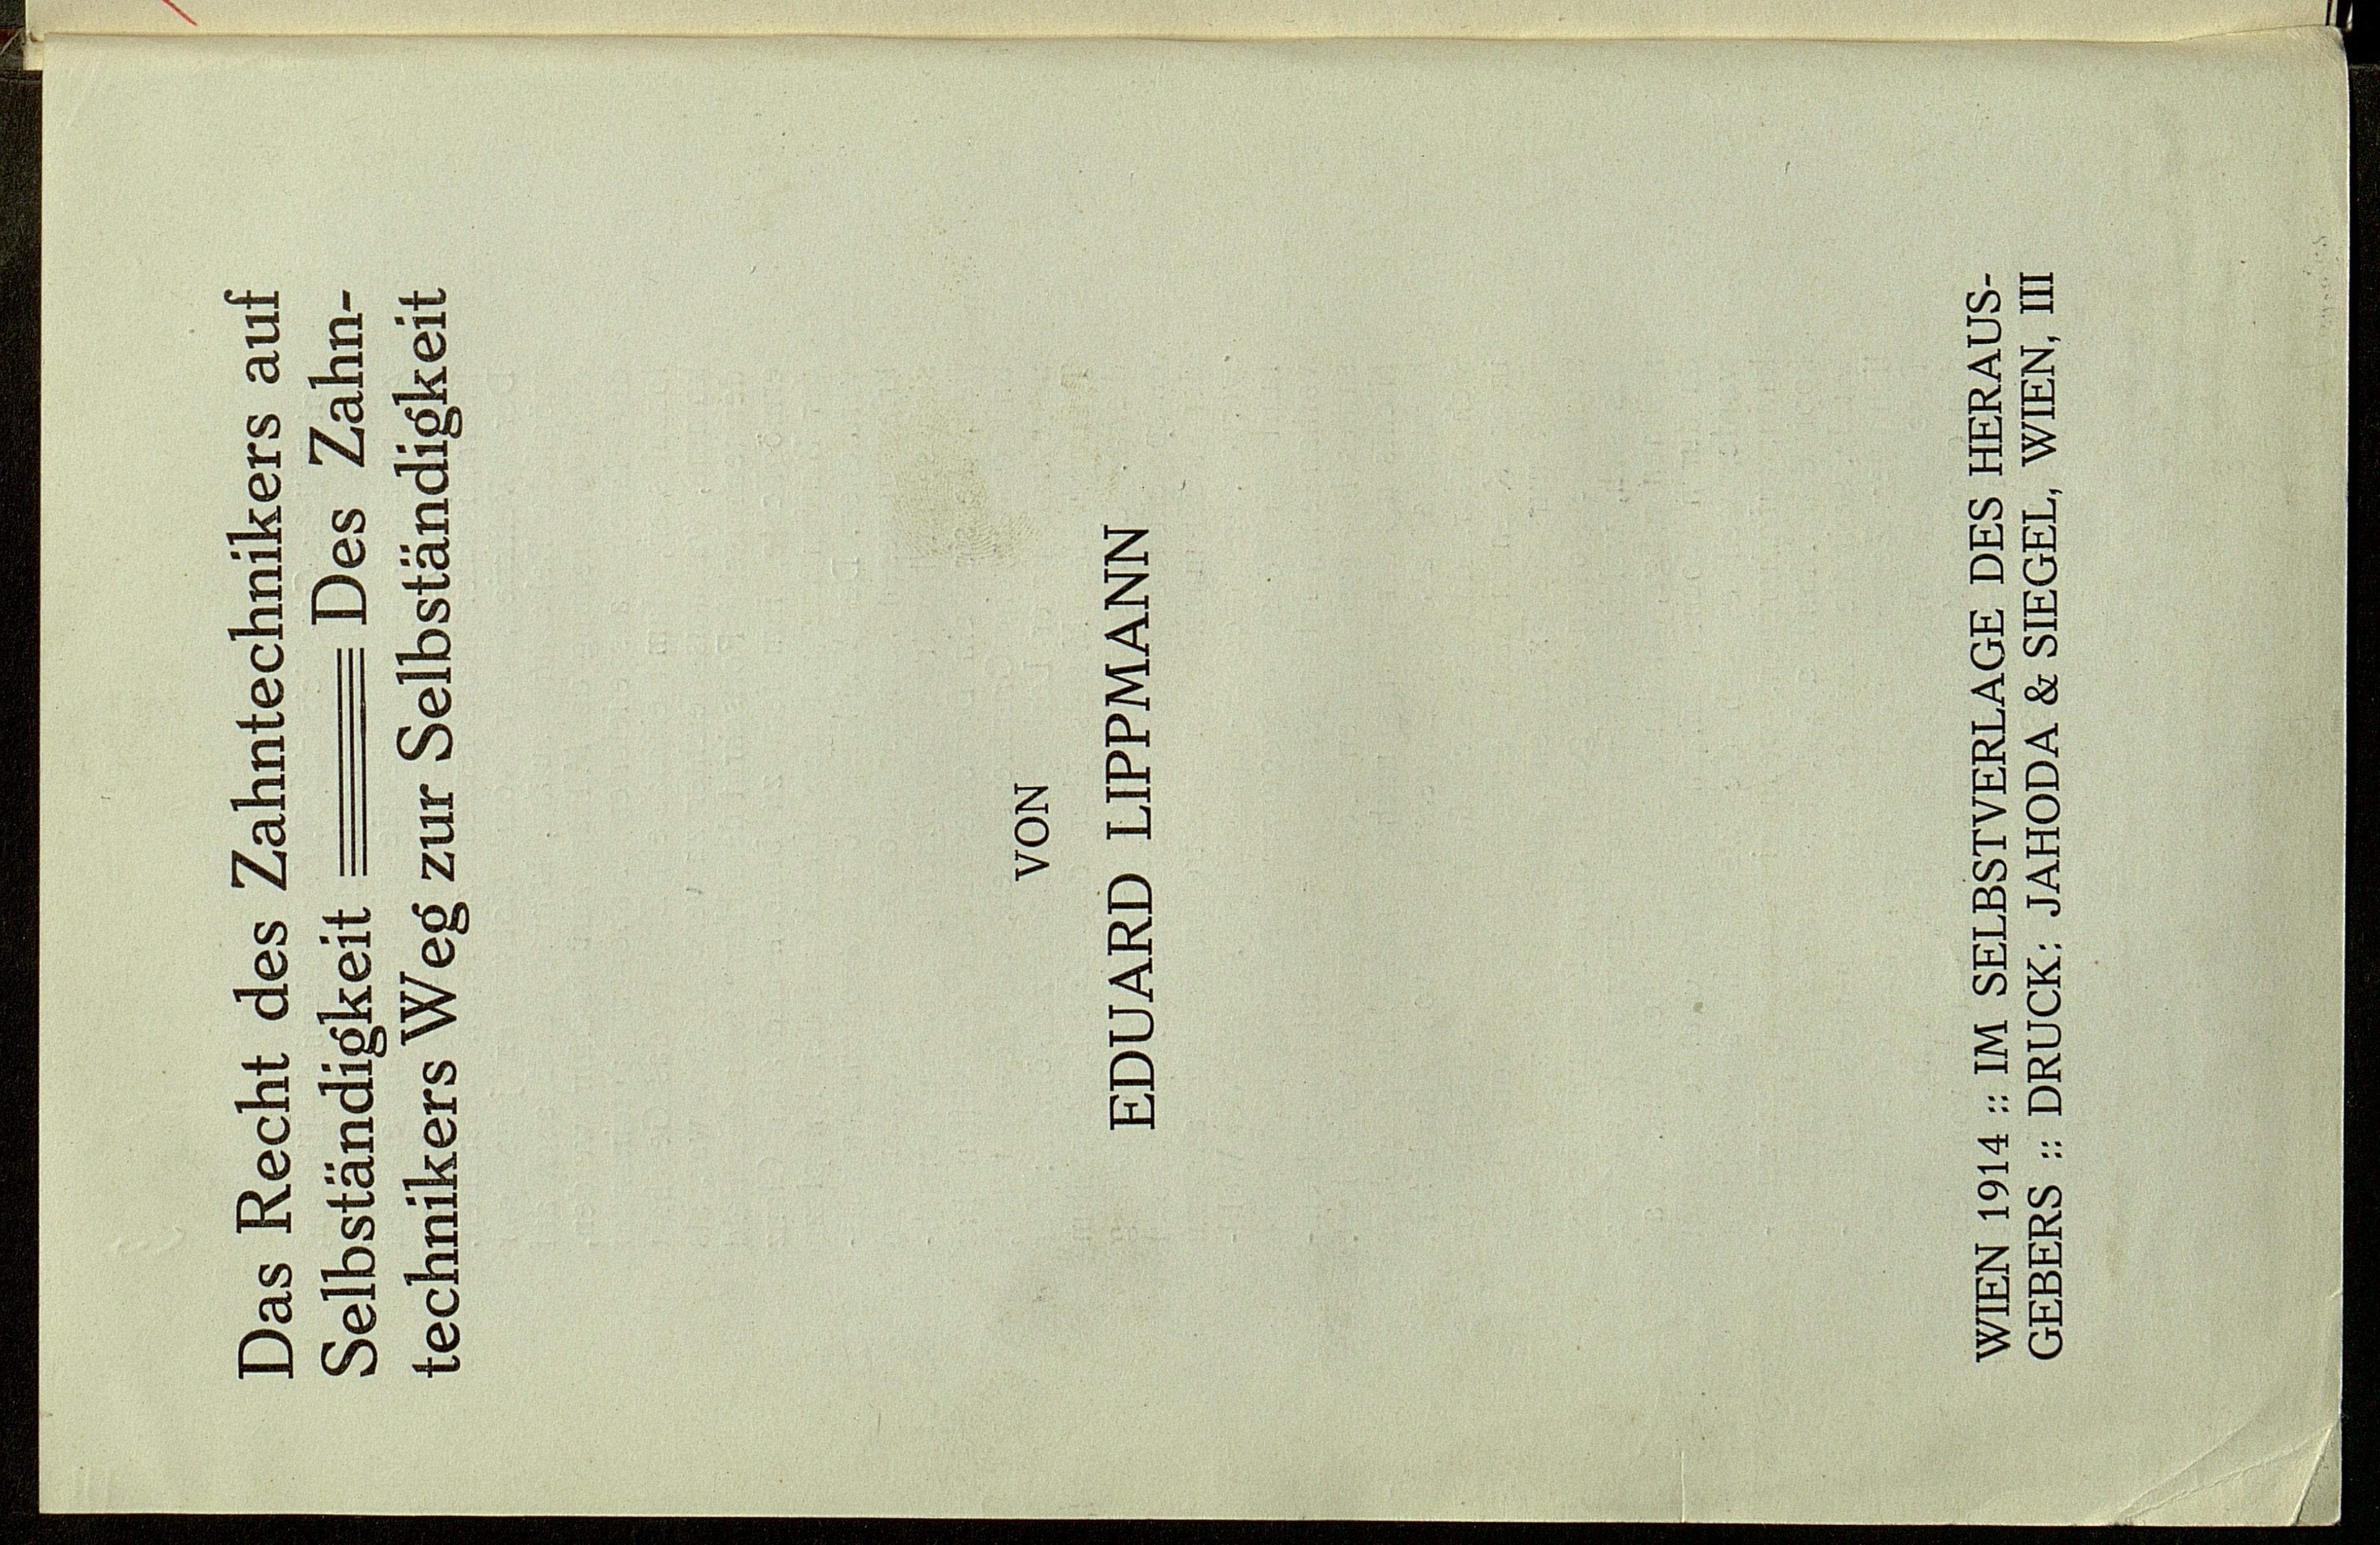 Das Recht des Zahntechnikers auf
Selbständigkeit Des Zahn-
technikers Weg zur Selbständigkeit
VON
EDUARD LIPPMANN
WIEN 1914 :: IM SELBSTVERLAGE DES HERAUS-
GEBERS :: DRUCK: JAHODA & SIEGEL, WIEN, III